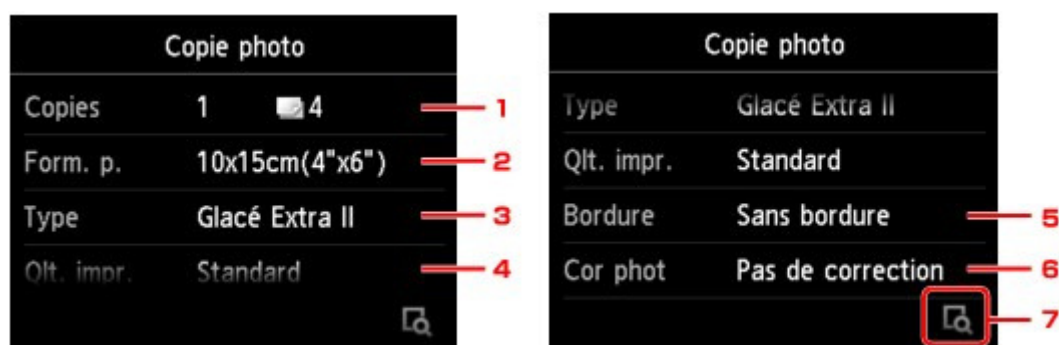 Copie photo
Copies 1 4 1
Form. p. 10x15cm(4"x6") 2
Type Glacé Extra II 3
Qlt. impr. Standard 4
Copie photo
Type Glacé Extra II
Qlt. impr. Standard
Bordure Sans bordure 5
Cor phot Pas de correction 6
7